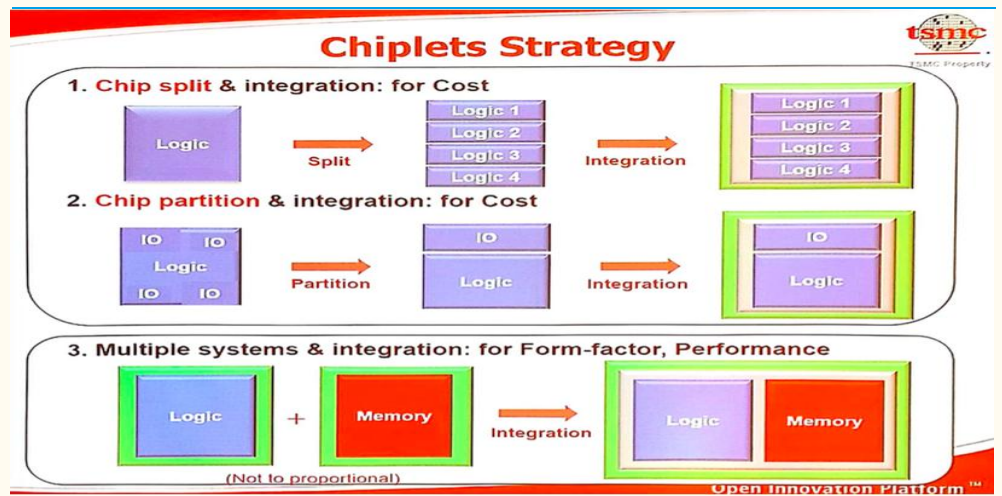 Chiplets Strategy
tsmc
TSMC Property
1. Chip split & integration: for Cost
Logic
Split
Logic 1
Logic 2
Logic 3
Logic 4
Integration
Logic 1
Logic 2
Logic 3
Logic 4
2. Chip partition & integration: for Cost
IO IO
Logic
IO IO
Partition
IO
Logic
Integration
IO
Logic
3. Multiple systems & integration: for Form-factor, Performance
Logic
+
Memory
Integration
Logic
Memory
(Not to proportional)
Open Innovation Platform™